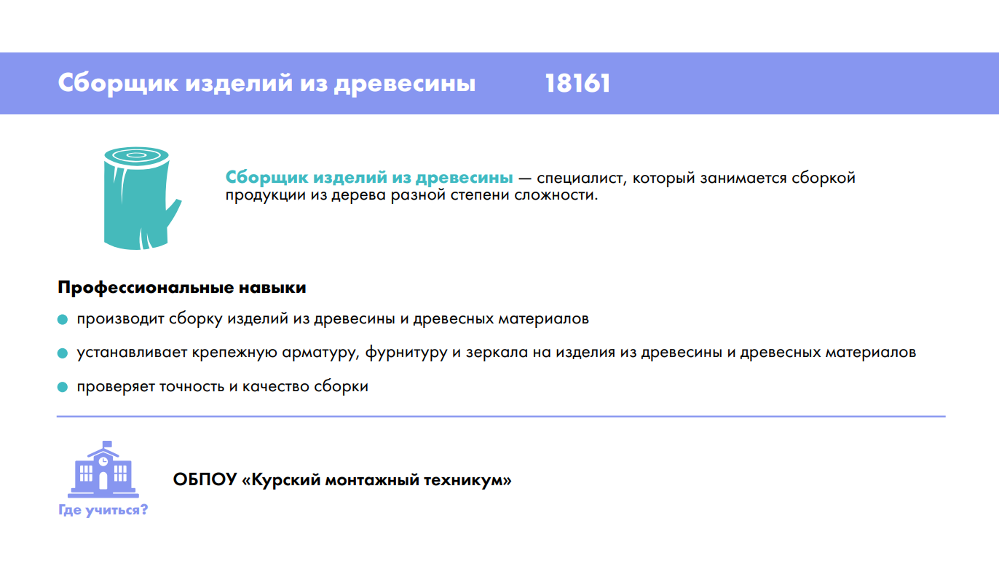 Сборщик изделий из древесины 18161
Сборщик изделий из древесины — специалист, который занимается сборкой
продукции из дерева разной степени сложности.
Профессиональные навыки
производит сборку изделий из древесины и древесных материалов
устанавливает крепежную арматуру, фурнитуру и зеркала на изделия из древесины и древесных материалов
проверяет точность и качество сборки
ОБПОУ «Курский монтажный техникум»
Где учиться?